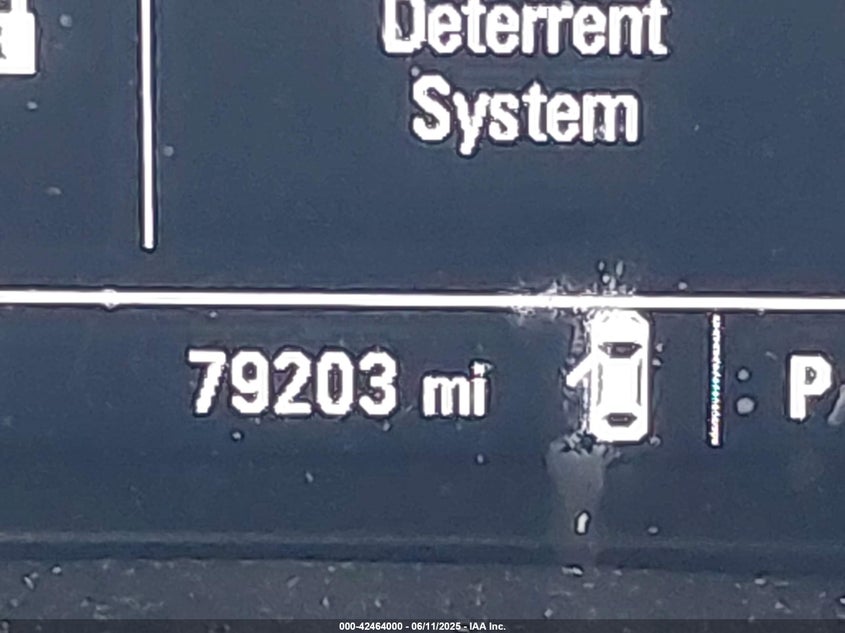 Deterrent
System
79203 mi
P
000-42464000 - 06/11/2025 - IAA Inc.